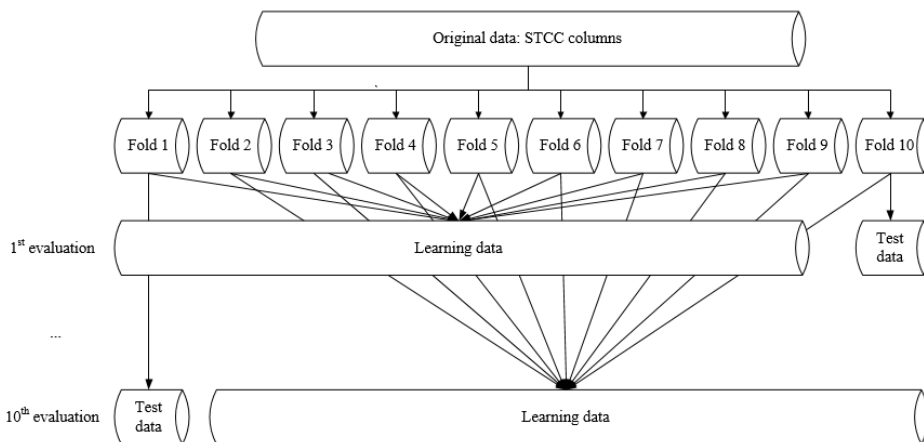 Original data: STCC columns
Fold 1
Fold 2
Fold 3
Fold 4
Fold 5
Fold 6
Fold 7
Fold 8
Fold 9
Fold 10
1st evaluation
Learning data
Test
data
...
10th evaluation
Test
data
Learning data